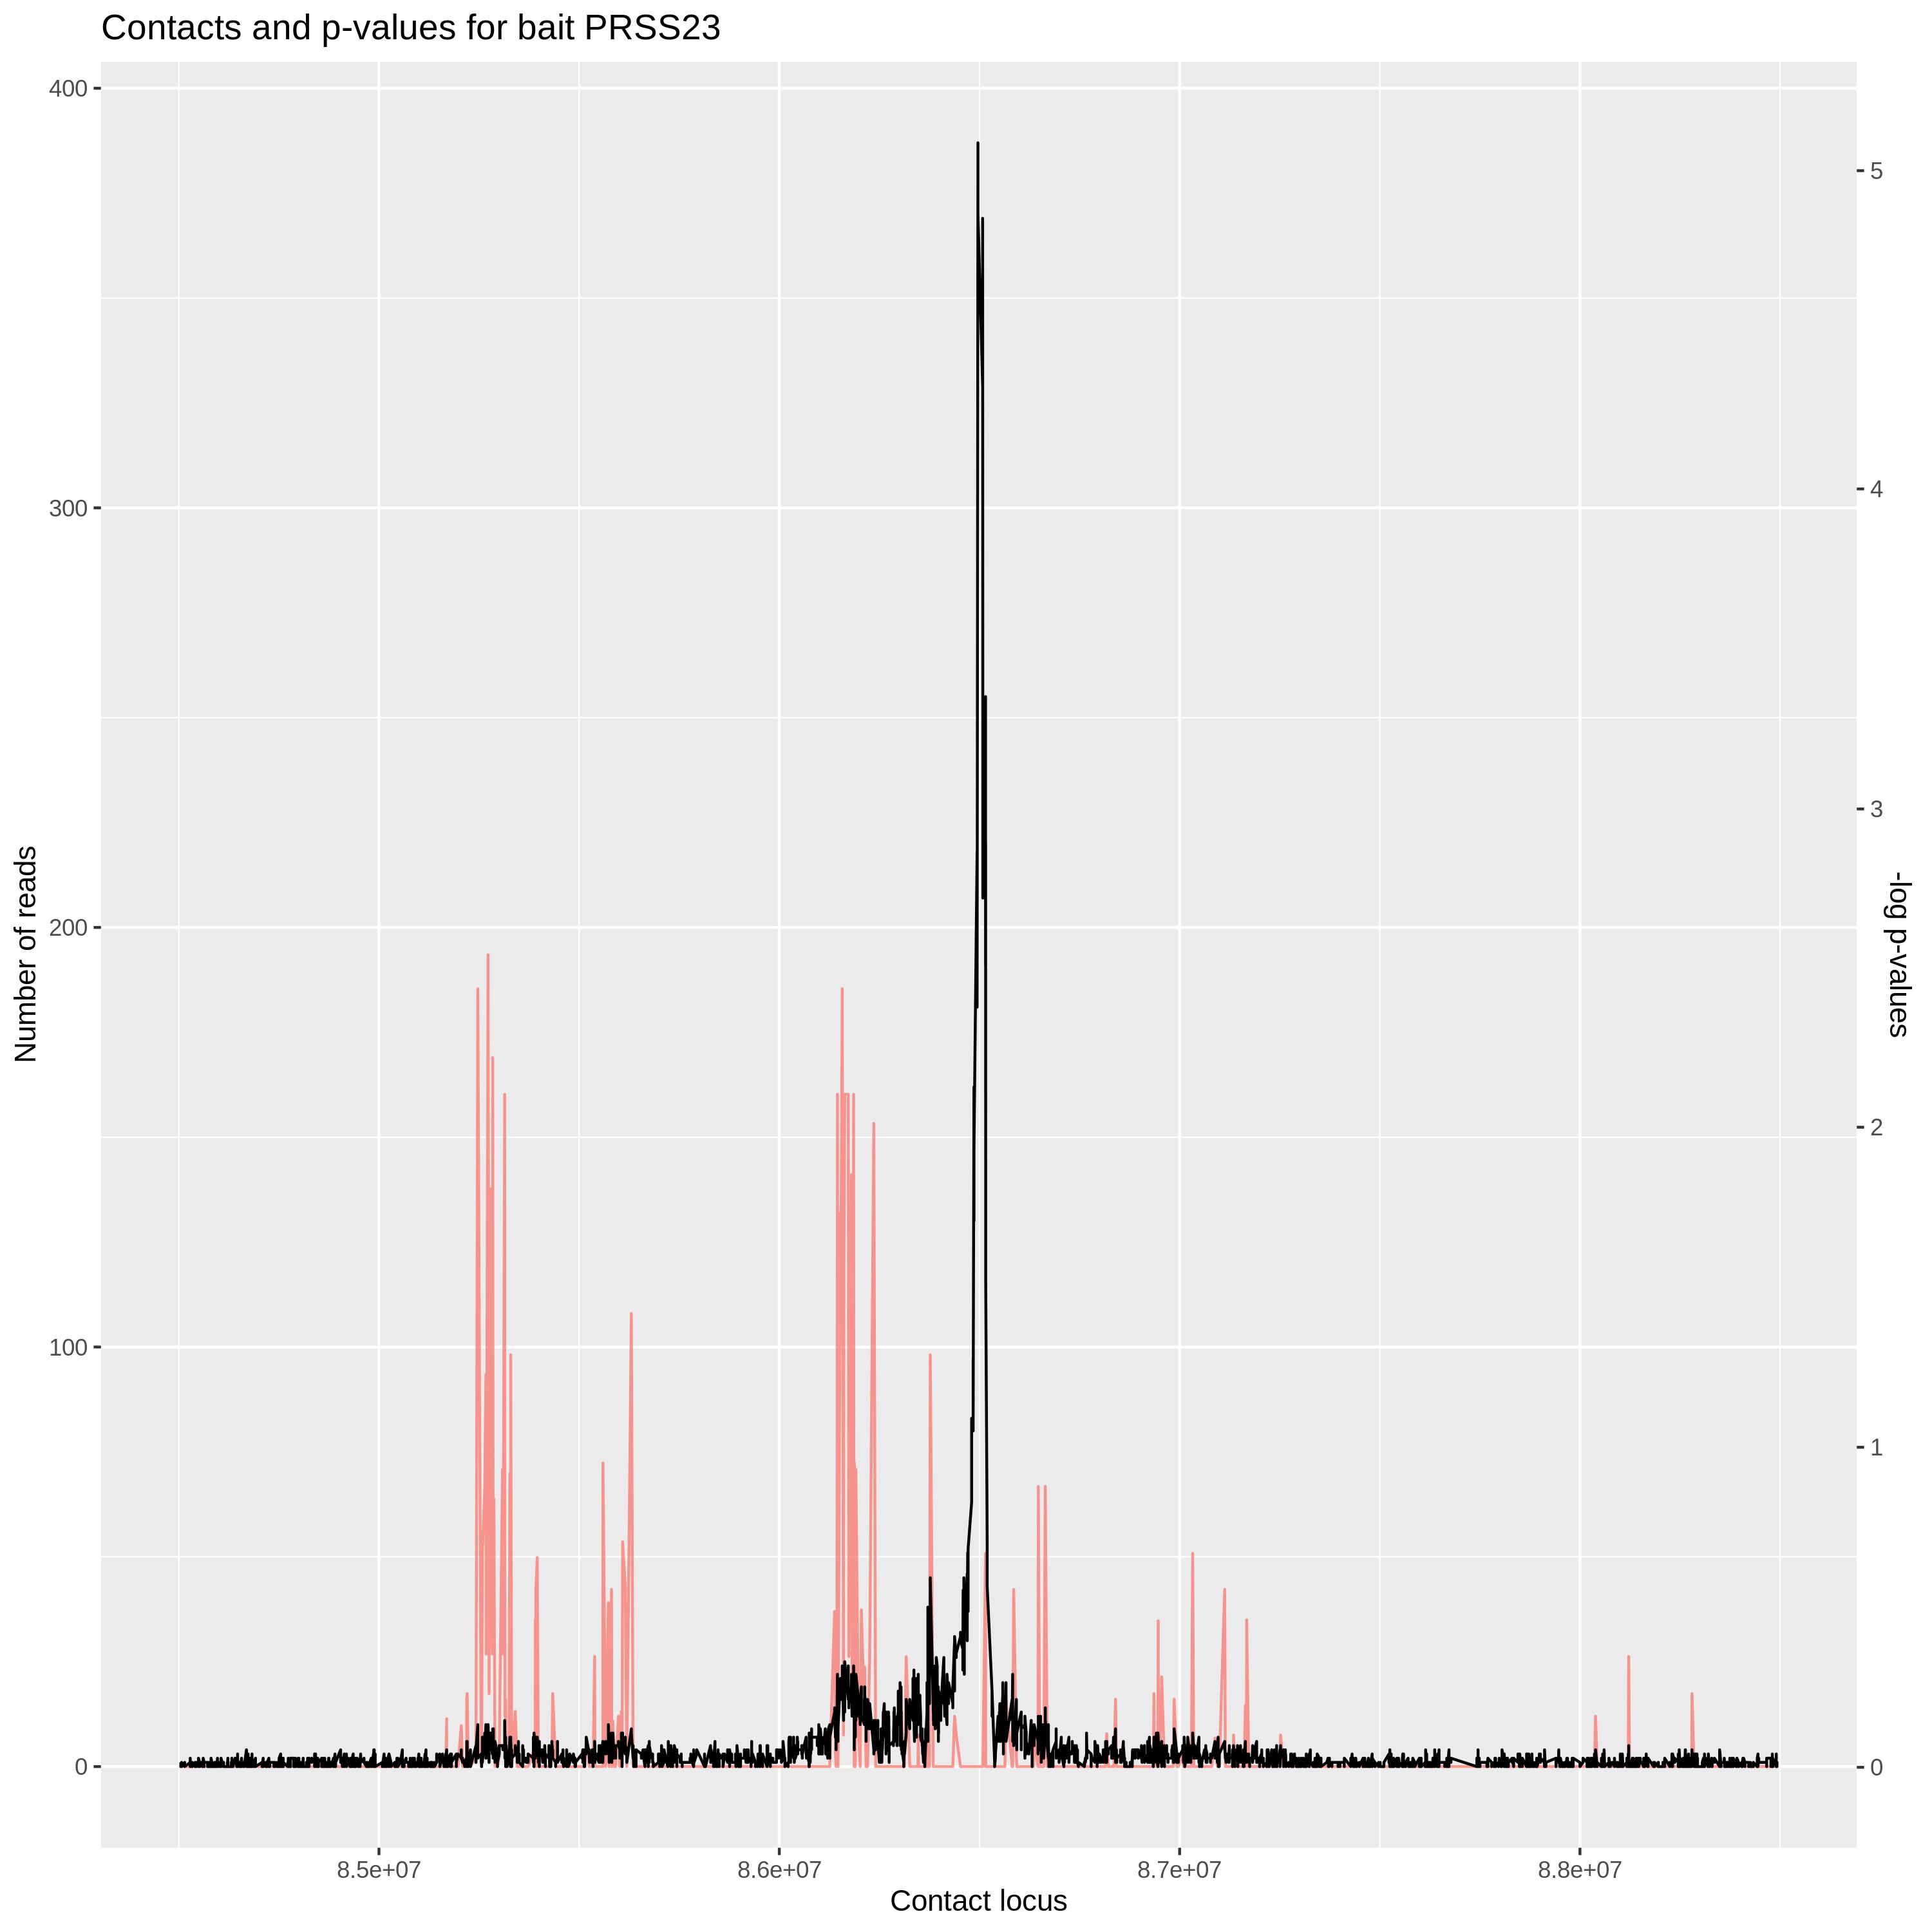 Contacts and p-values for bait PRSS23
400
300
200
100
0
Number of reads
5
4
3
2
1
0
-log p-values
8.5e+07
8.6e+07
8.7e+07
8.8e+07
Contact locus